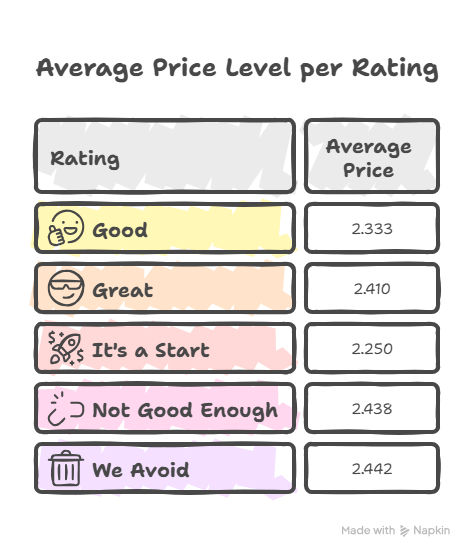 Average Price Level per Rating
Rating
Average
Price
Good
2.333
Great
2.410
It's a Start
2.250
Not Good Enough
2.438
We Avoid
2.442
Made with Napkin